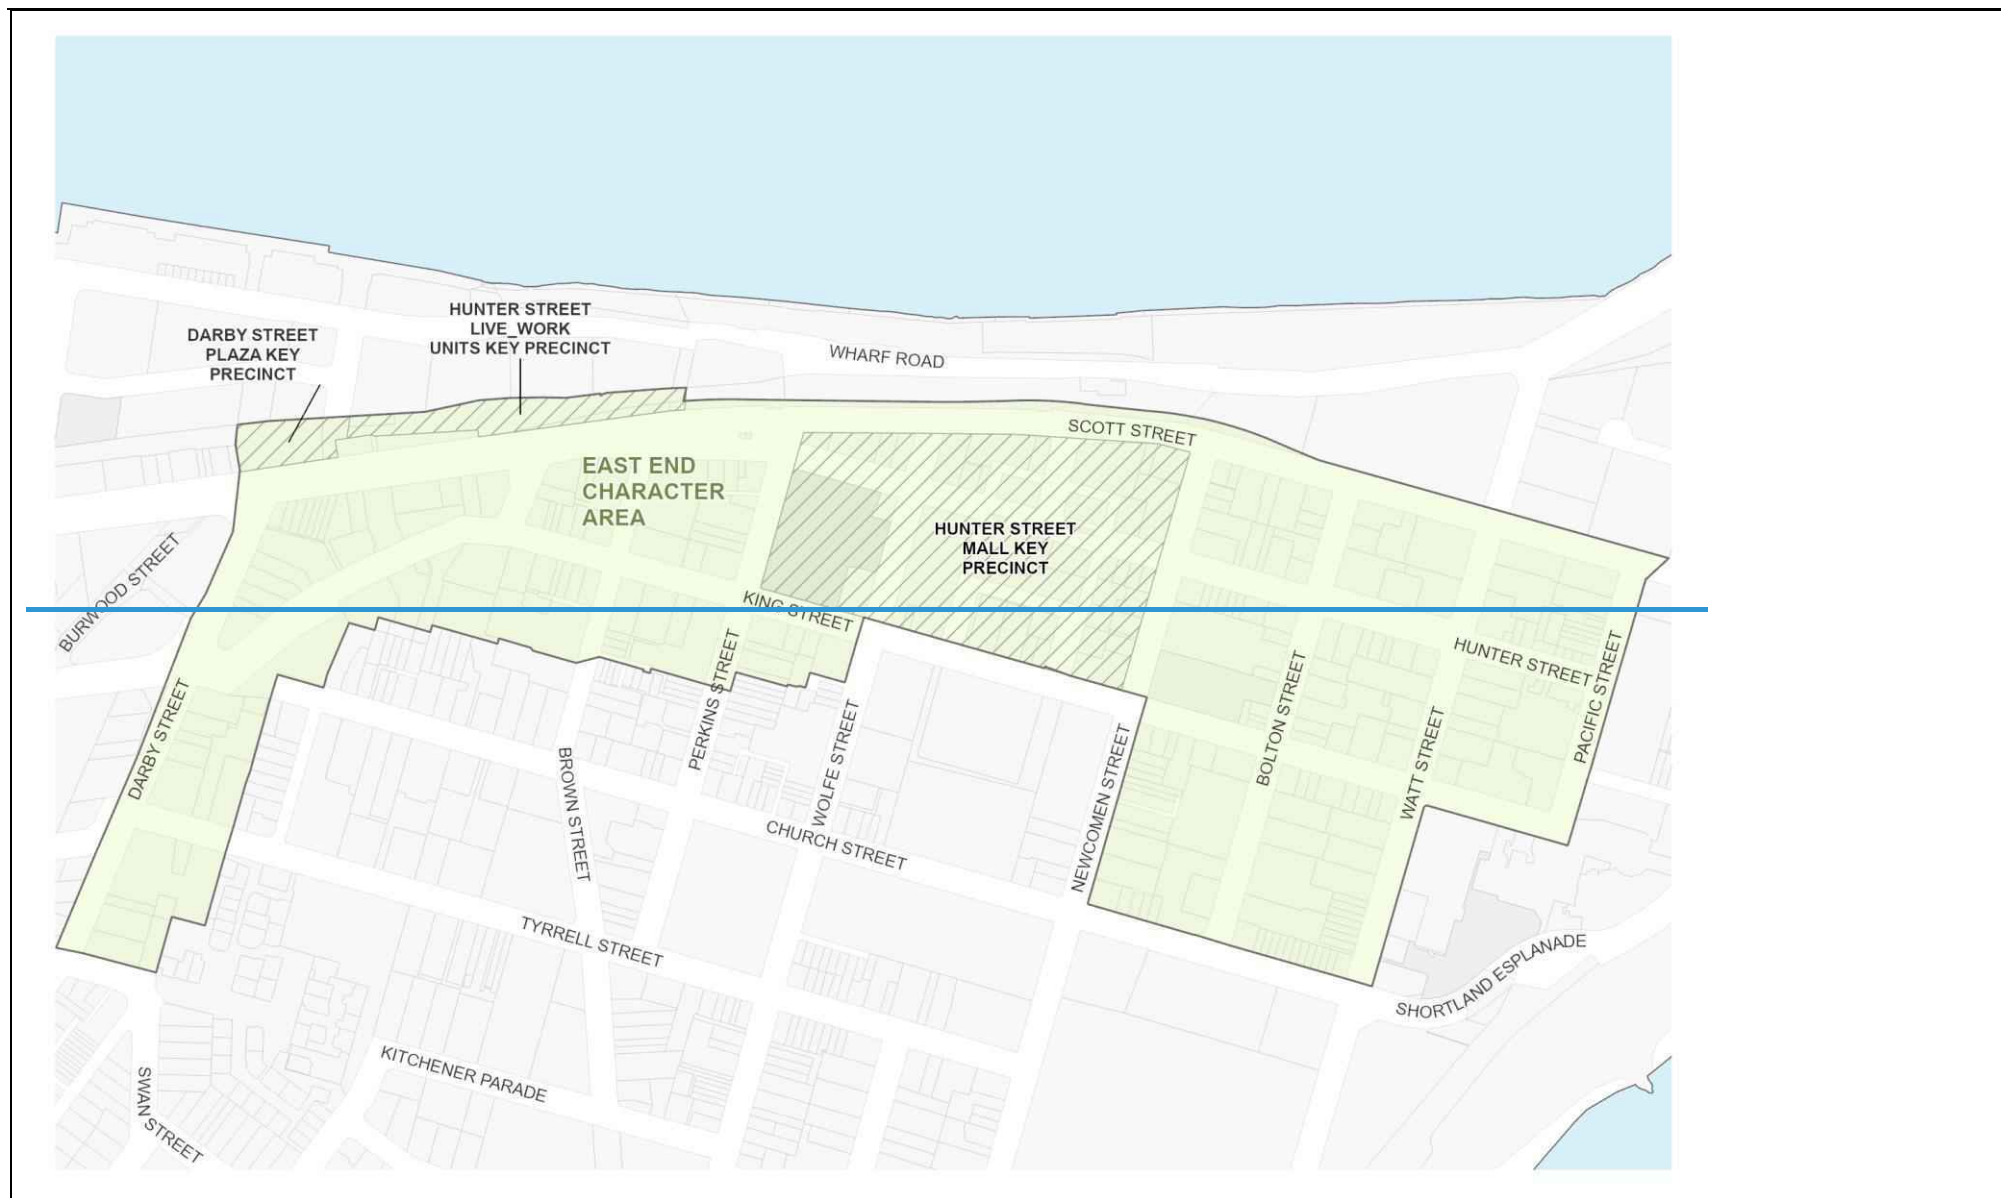 HUNTER STREET
LIVE_WORK
UNITS KEY PRECINCT
DARBY STREET
PLAZA KEY
PRECINCT
WHARF ROAD
SCOTT STREET
EAST END
CHARACTER
AREA
HUNTER STREET
MALL KEY
PRECINCT
BURWOOD STREET
KING STREET
HUNTER STREET
PACIFIC STREET
PERKINS STREET
BOLTON STREET
DARBY STREET
WOLFE STREET
WATT STREET
NEWCOMEN STREET
BROWN STREET
CHURCH STREET
TYRRELL STREET
SHORTLAND ESPLANADE
KITCHENER PARADE
SWAN STREET